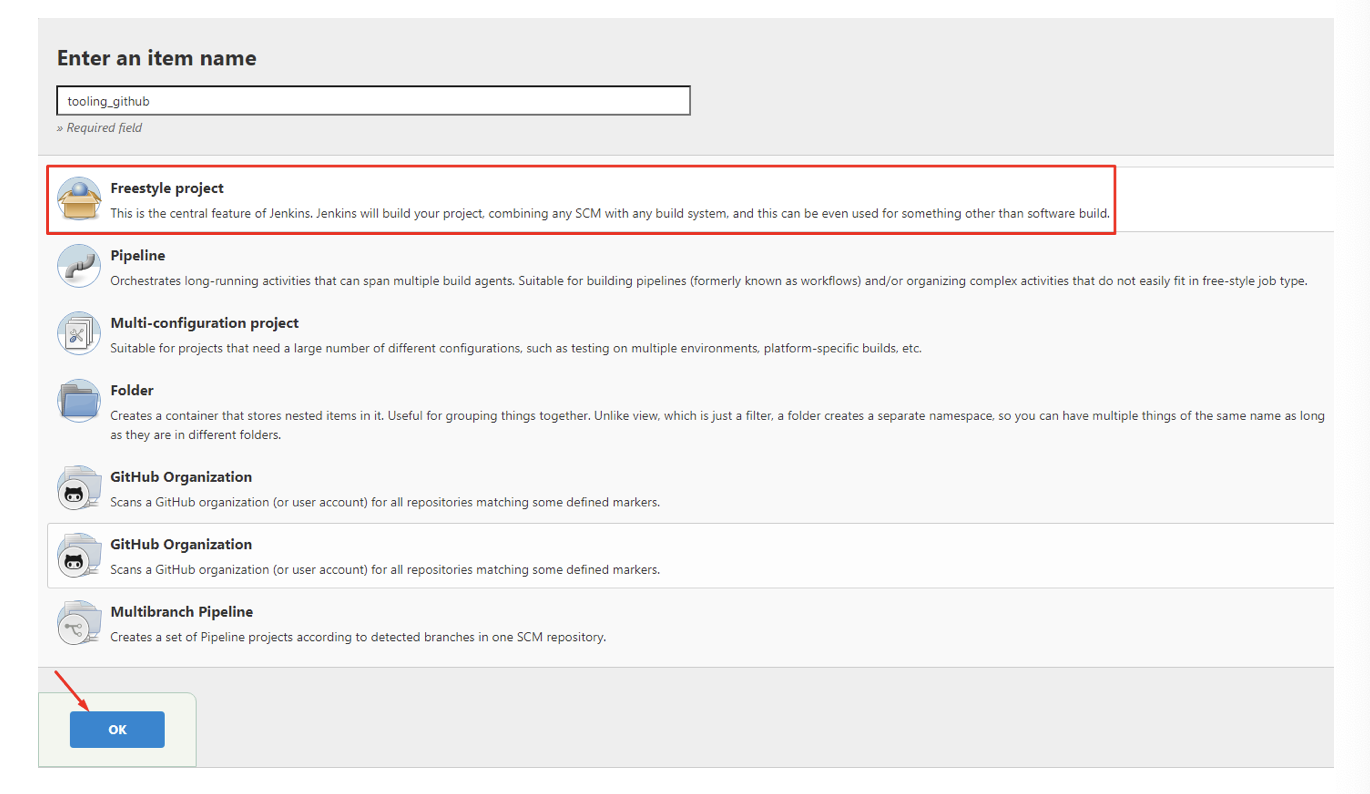 Enter an item name
tooling_github
» Required field
Freestyle project
This is the central feature of Jenkins. Jenkins will build your project, combining any SCM with any build system, and this can be even used for something other than software build.
Pipeline
Orchestrates long-running activities that can span multiple build agents. Suitable for building pipelines (formerly known as workflows) and/or organizing complex activities that do not easily fit in free-style job type.
Multi-configuration project
Suitable for projects that need a large number of different configurations, such as testing on multiple environments, platform-specific builds, etc.
Folder
Creates a container that stores nested items in it. Useful for grouping things together. Unlike view, which is just a filter, a folder creates a separate namespace, so you can have multiple things of the same name as long
as they are in different folders.
GitHub Organization
Scans a GitHub organization (or user account) for all repositories matching some defined markers.
GitHub Organization
Scans a GitHub organization (or user account) for all repositories matching some defined markers.
Multibranch Pipeline
Creates a set of Pipeline projects according to detected branches in one SCM repository.
OK